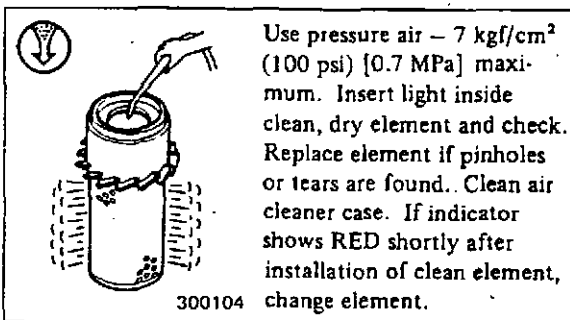 Use pressure air – 7 kgf/cm²
(100 psi) [0.7 MPa] maxi-
mum. Insert light inside
clean, dry element and check.
Replace element if pinholes
or tears are found. Clean air
cleaner case. If indicator
shows RED shortly after
installation of clean element,
change element.
300104